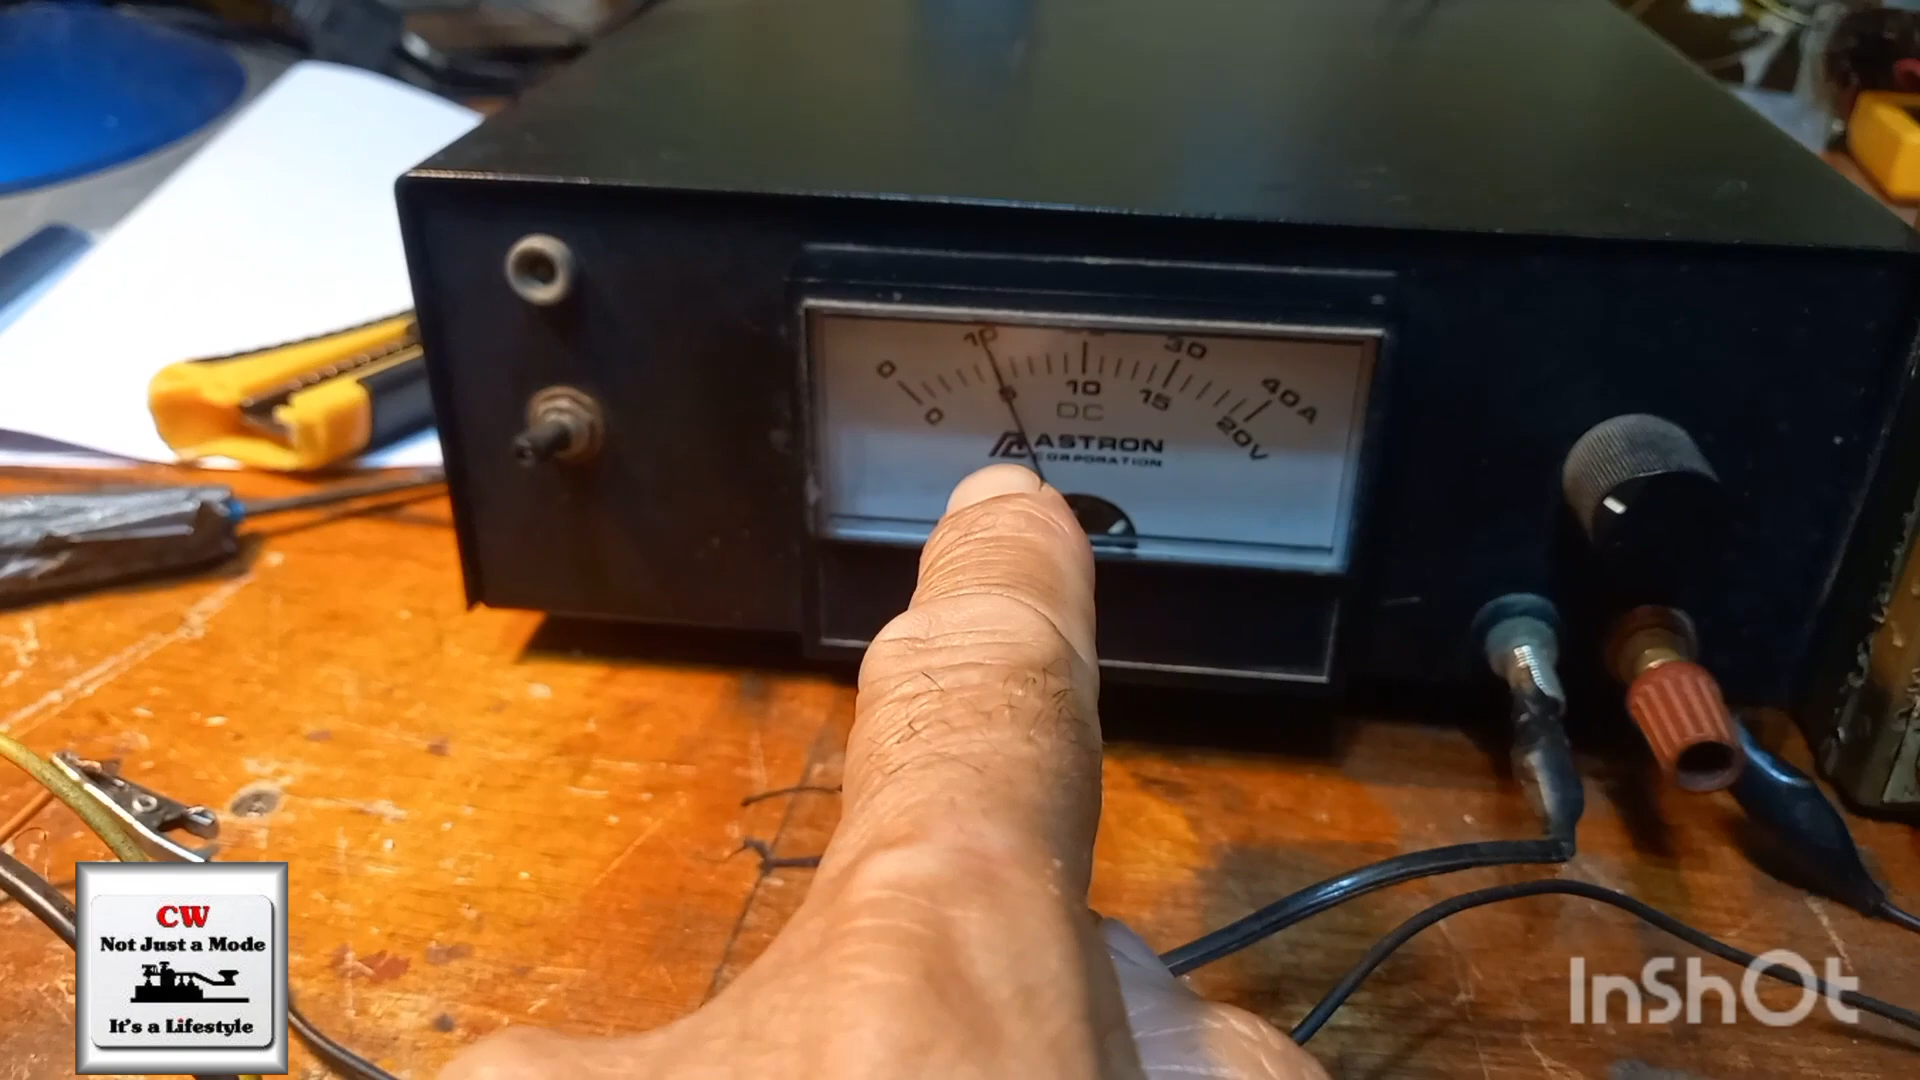 0 10 30 40A
0 5 10 15 20V
DC
ASTRON
CORPORATION
CW
Not Just a Mode
It's a Lifestyle
InShOt